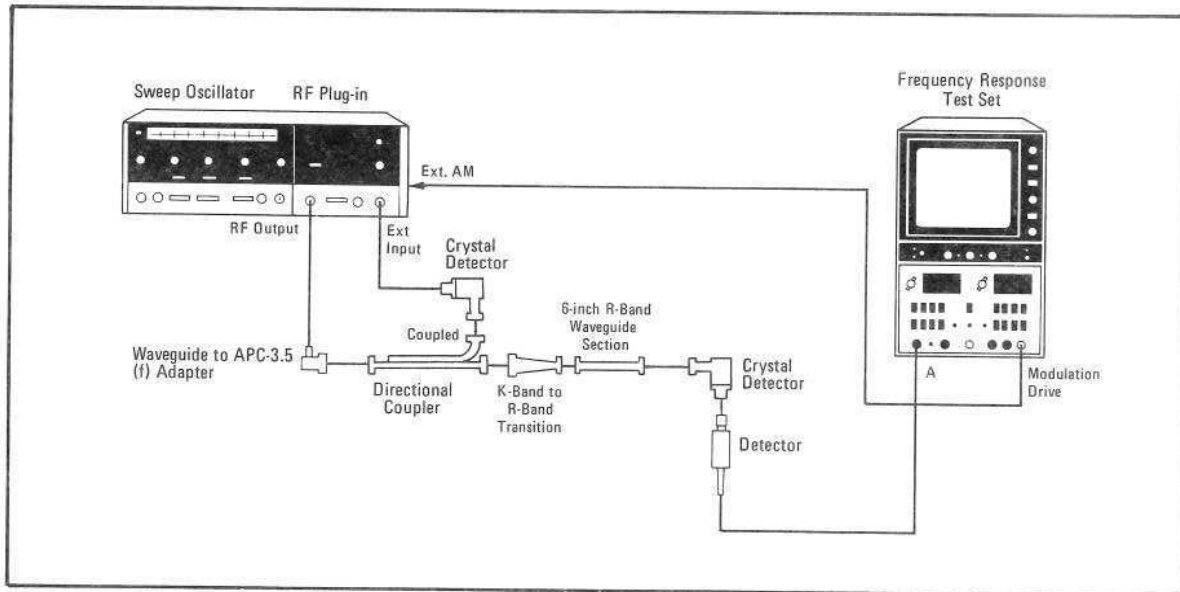 Sweep Oscillator
RF Plug-in
Frequency Response
Test Set
Ext. AM
RF Output
Ext
Input
Crystal
Detector
Coupled
6-inch R-Band
Waveguide
Section
Waveguide to APC-3.5
(f) Adapter
Directional
Coupler
K-Band to
R-Band
Transition
Crystal
Detector
A
Modulation
Drive
Detector